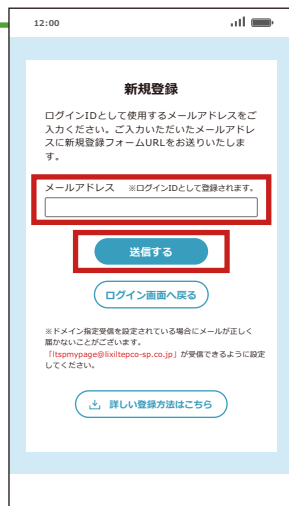 12:00
新規登録
ログインIDとして使用するメールアドレスをご
入力ください。ご入力いただいたメールアドレ
スに新規登録フォームURLをお送りいたしま
す。
メールアドレス ※ログインIDとして登録されます。
送信する
ログイン画面へ戻る
※ドメイン指定受信を設定されている場合にメールが正しく
届かないことがございます。
「ltspmypage@lixiltepco-sp.co.jp」が受信できるように設定
してください。
詳しい登録方法はこちら